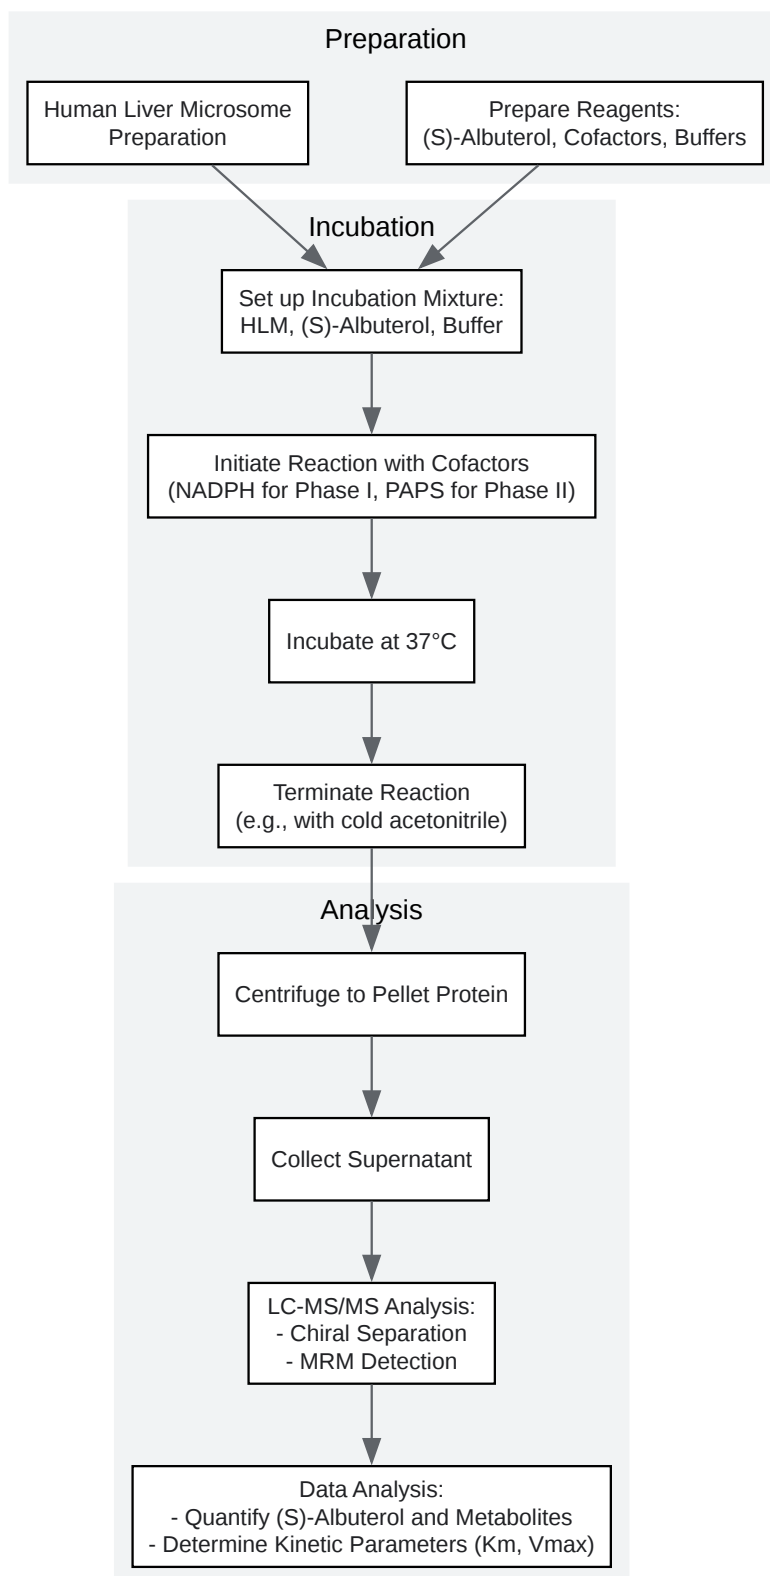 Preparation
Human Liver Microsome
Preparation
Prepare Reagents:
(S)-Albuterol, Cofactors, Buffers
Incubation
Set up Incubation Mixture:
HLM, (S)-Albuterol, Buffer
Initiate Reaction with Cofactors
(NADPH for Phase I, PAPS for Phase II)
Incubate at 37°C
Terminate Reaction
(e.g., with cold acetonitrile)
Analysis
Centrifuge to Pellet Protein
Collect Supernatant
LC-MS/MS Analysis:
- Chiral Separation
- MRM Detection
Data Analysis:
- Quantify (S)-Albuterol and Metabolites
- Determine Kinetic Parameters (Km, Vmax)